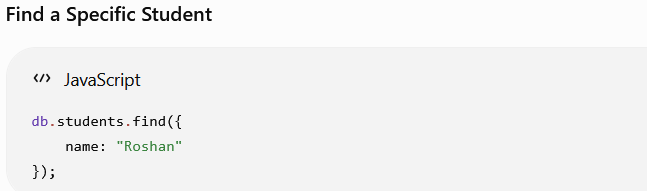 Find a Specific Student
</> JavaScript
db.students.find({
    name: "Roshan"
});